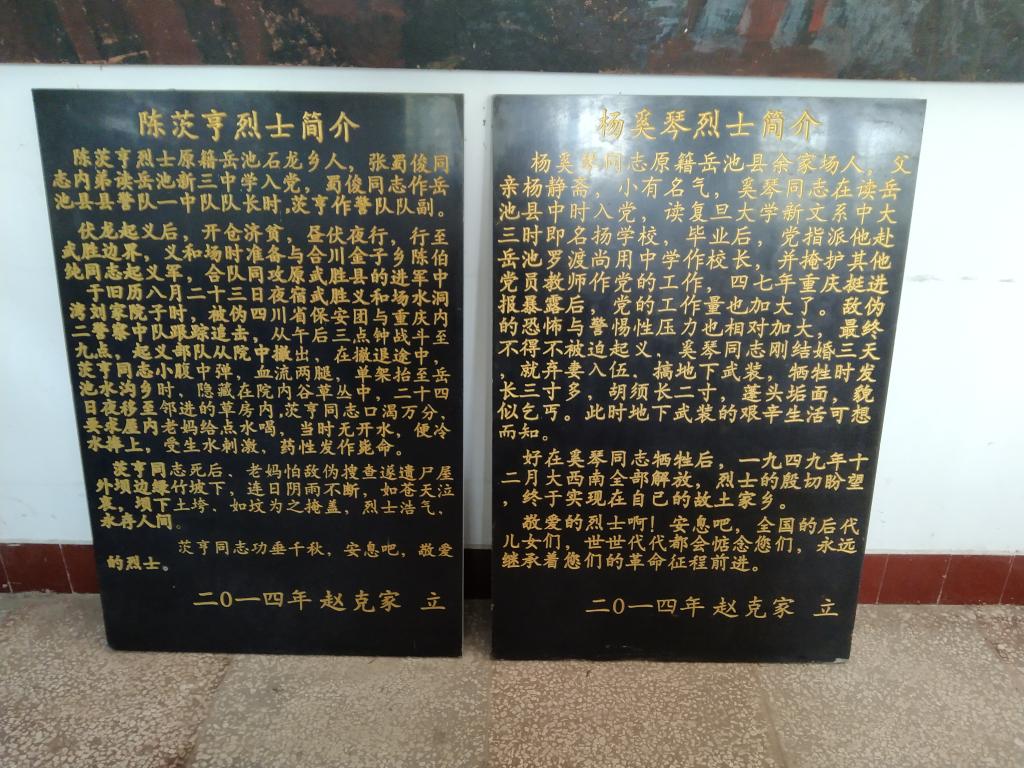 陈茨亨烈士简介
陈茨亨烈士原籍岳池石龙乡人，张蜀俊同
志内弟读岳池新三中学入党，蜀俊同志作岳
池县县警队一中队队长时，茨亨作警队队副。
伏龙起义后，开仓济贫，昼伏夜行，行至
武胜边界，义和场时准备与合川金子乡陈伯
纯同志起义军，合队同攻原武胜县的进军中
于旧历八月二十三日夜宿武胜义和场水洞
湾刘家院子时，被伪四川省保安团与重庆内
二警察中队跟踪追击，从午后三点钟战斗至
九点，起义部队从院中撤出，在撤退途中，
茨亨同志小腹中弹，血流两腿，单架抬至岳
池水沟乡时，隐藏在院内谷草丛中，二十四
日夜移至邻进的草房内，茨亨同志口渴万分，
要求屋内老妈给点水喝，当时无开水，便冷
水弃上，受生水刺激，药性发作毙命。
茨亨同志死后、老妈怕敌伪搜查遂遗尸屋
外坝边绿竹坡下，连日阴雨不断，如苍天泣
哀，坝下土垮、如坟为之掩盖，烈士浩气、
永存人间。
茨亨同志功垂千秋，安息吧，敬爱
的烈士。
二0一四年 赵克家 立
杨奚琴烈士简介
杨奚琴同志原籍岳池县余家场人，父
亲杨静斋，小有名气，奚琴同志在读岳
池县中时入党，读复旦大学新文系中大
三时即名扬学校，毕业后，党指派他赴
岳池罗渡尚用中学作校长，并掩护其他
党员教师作党的工作，四七年重庆挺进
报暴露后，党的工作量也加大了。敌伪
的恐怖与警惕性压力也相对加大，最终
不得不被迫起义，奚琴同志刚结婚三天
就弃妻入伍、搞地下武装，牺牲时发
长三寸多，胡须长二寸，蓬头垢面，貌
似乞丐。此时地下武装的艰辛生活可想
而知。
好在奚琴同志牺牲后，一九四九年十
二月大西南全部解放，烈士的殷切盼望
，终于实现在自己的故土家乡。
敬爱的烈士啊！安息吧，全国的后代
儿女们，世世代代都会惦念您们，永远
继承着您们的革命征程前进。
二0一四年 赵克家 立